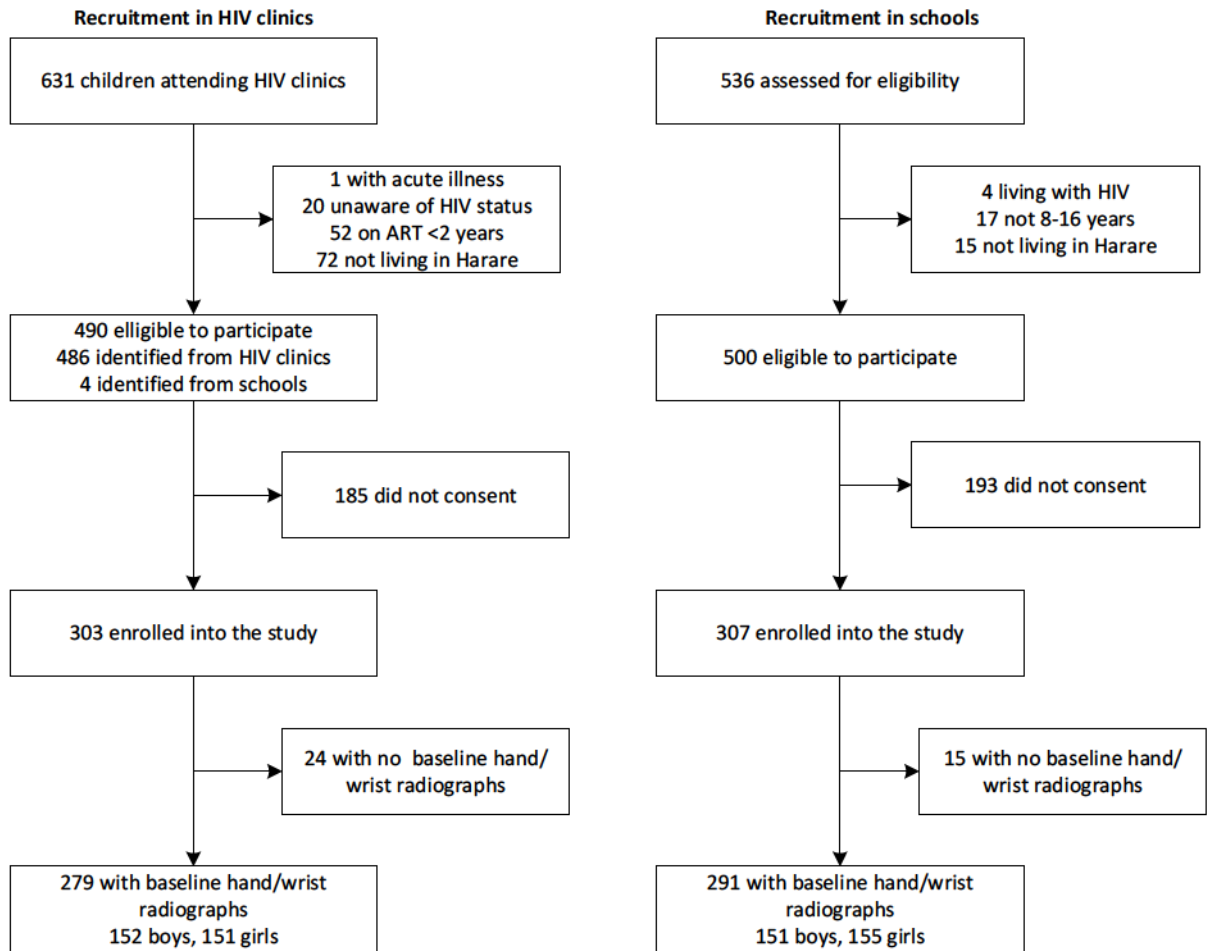 Recruitment in HIV clinics
631 children attending HIV clinics
1 with acute illness
20 unaware of HIV status
52 on ART <2 years
72 not living in Harare
490 elligible to participate
486 identified from HIV clinics
4 identified from schools
185 did not consent
303 enrolled into the study
24 with no  baseline hand/
wrist radiographs
279 with baseline hand/wrist
radiographs
152 boys, 151 girls
Recruitment in schools
536 assessed for eligibility
4 living with HIV
17 not 8-16 years
15 not living in Harare
500 eligible to participate
193 did not consent
307 enrolled into the study
15 with no baseline hand/
wrist radiographs
291 with baseline hand/wrist
radiographs
151 boys, 155 girls